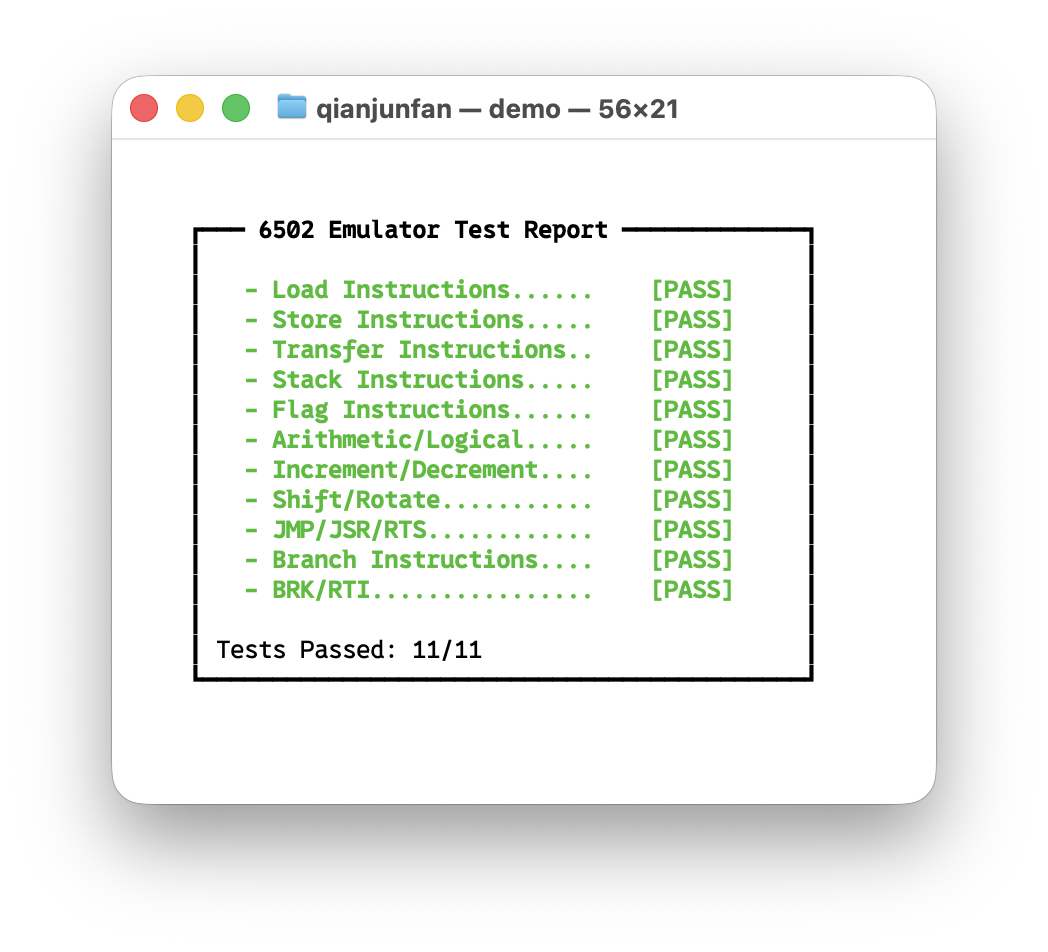 qianjunfan — demo — 56×21
6502 Emulator Test Report
- Load Instructions...... [PASS]
- Store Instructions..... [PASS]
- Transfer Instructions.. [PASS]
- Stack Instructions..... [PASS]
- Flag Instructions...... [PASS]
- Arithmetic/Logical..... [PASS]
- Increment/Decrement.... [PASS]
- Shift/Rotate........... [PASS]
- JMP/JSR/RTS............ [PASS]
- Branch Instructions.... [PASS]
- BRK/RTI................ [PASS]
Tests Passed: 11/11